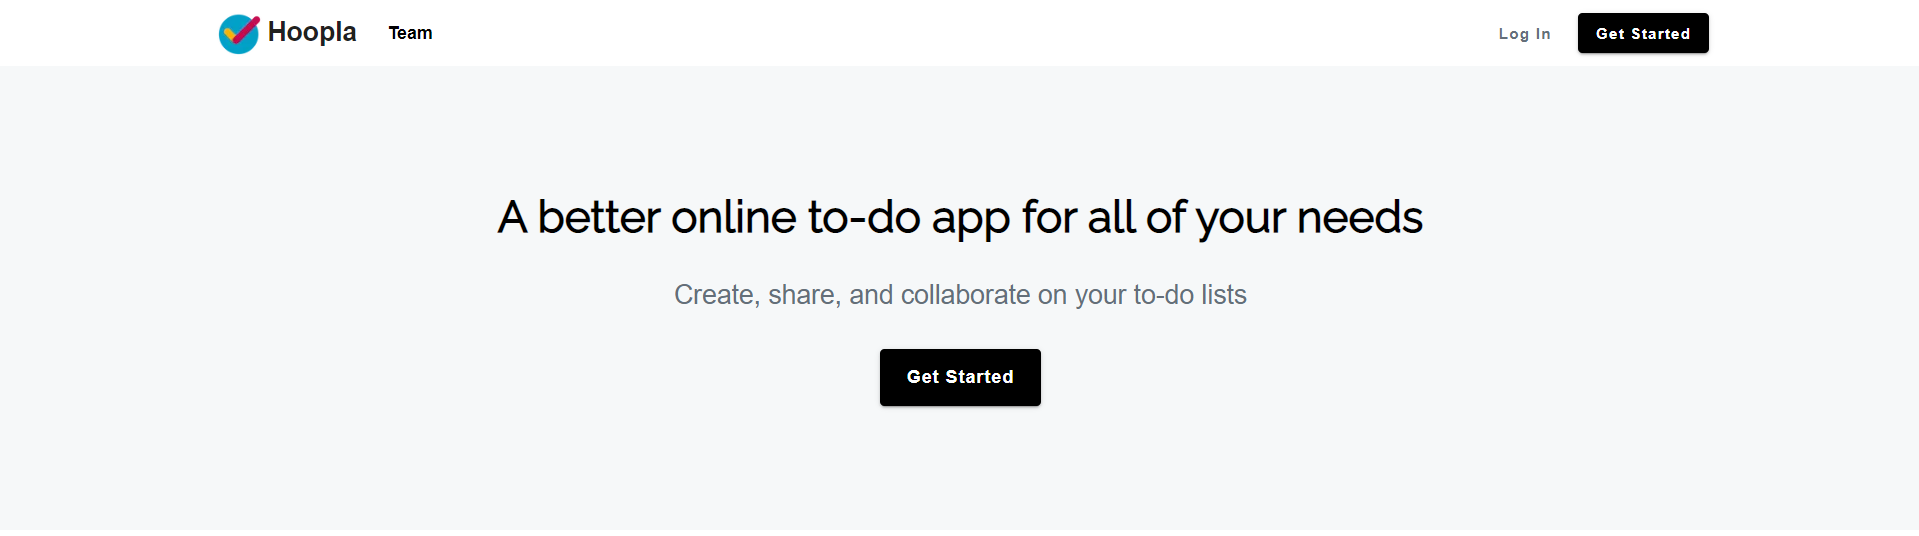 Hoopla Team Log In Get Started
A better online to-do app for all of your needs
Create, share, and collaborate on your to-do lists
Get Started